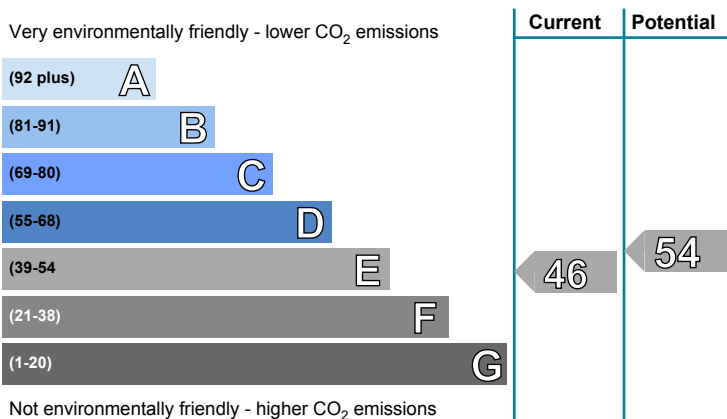 Very environmentally friendly - lower CO2 emissions
Current
Potential
(92 plus) A
(81-91) B
(69-80) C
(55-68) D
(39-54 E
46
54
(21-38) F
(1-20) G
Not environmentally friendly - higher CO2 emissions